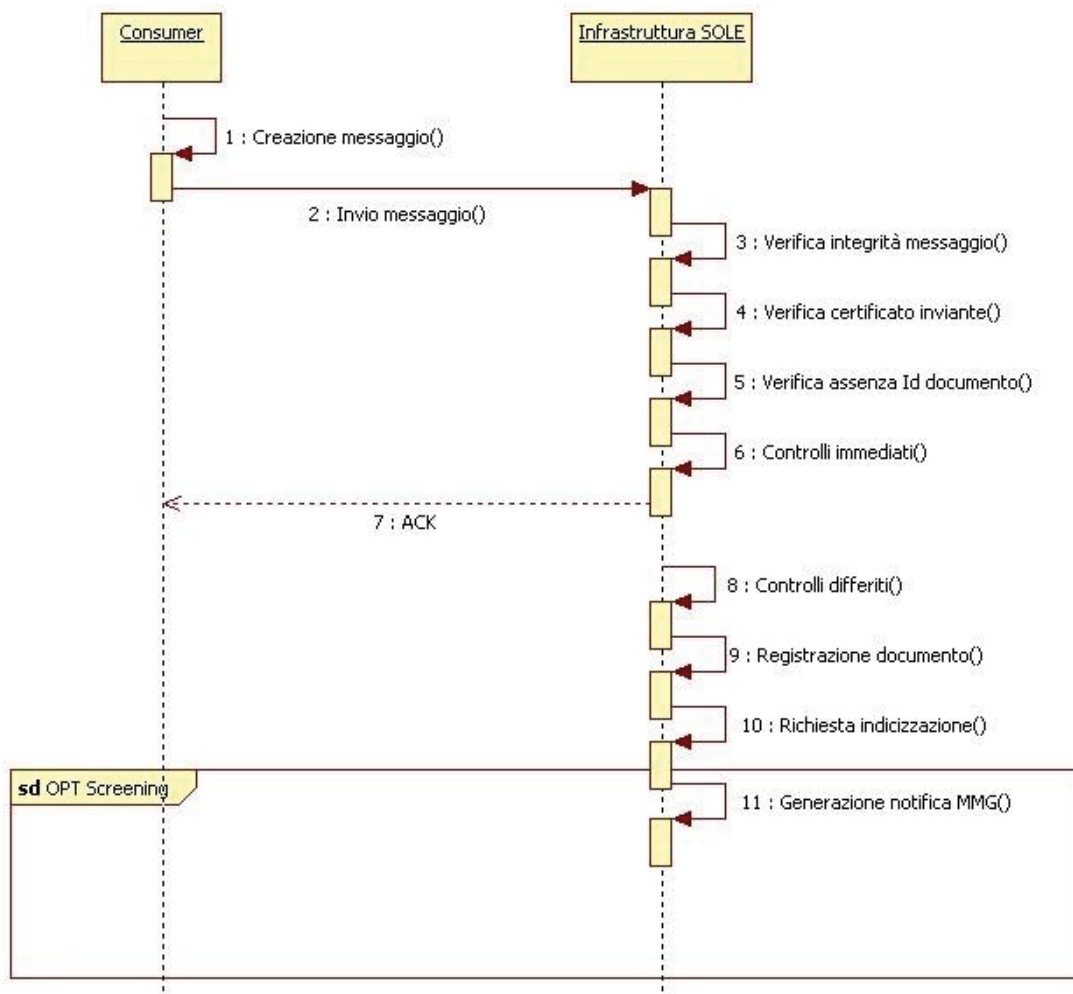 Consumer
Infrastruttura SOLE
1 : Creazione messaggio()
2 : Invio messaggio()
3 : Verifica integrità messaggio()
4 : Verifica certificato inviante()
5 : Verifica assenza Id documento()
6 : Controlli immediati()
7 : ACK
8 : Controlli differiti()
9 : Registrazione documento()
10 : Richiesta indicizzazione()
sd OPT Screening
11 : Generazione notifica MMG()